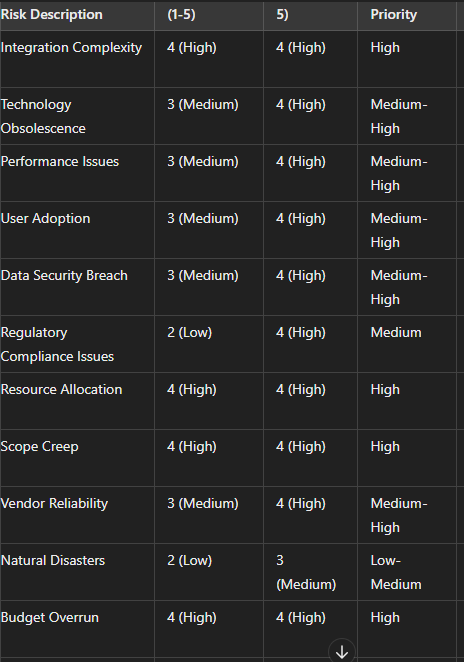 Risk Description (1-5) 5) Priority
Integration Complexity 4 (High) 4 (High) High
Technology 3 (Medium) 4 (High) Medium-
Obsolescence High
Performance Issues 3 (Medium) 4 (High) Medium-
High
User Adoption 3 (Medium) 4 (High) Medium-
High
Data Security Breach 3 (Medium) 4 (High) Medium-
High
Regulatory 2 (Low) 4 (High) Medium
Compliance Issues
Resource Allocation 4 (High) 4 (High) High
Scope Creep 4 (High) 4 (High) High
Vendor Reliability 3 (Medium) 4 (High) Medium-
High
Natural Disasters 2 (Low) 3 Low-
(Medium) Medium
Budget Overrun 4 (High) 4 (High) High